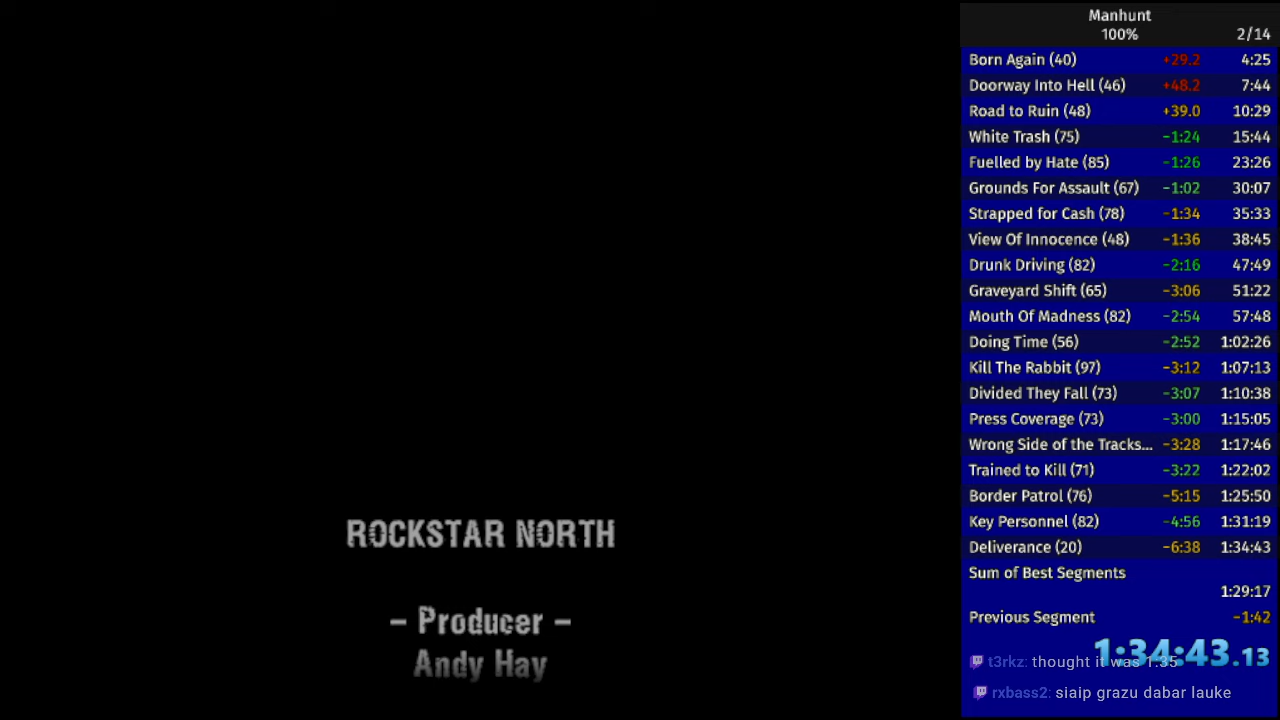 ROCKSTAR NORTH
– Producer –
Andy Hay
Manhunt
100% 2/14
Born Again (40) +29.2 4:25
Doorway Into Hell (46) +48.2 7:44
Road to Ruin (48) +39.0 10:29
White Trash (75) −1:24 15:44
Fuelled by Hate (85) −1:26 23:26
Grounds For Assault (67) −1:02 30:07
Strapped for Cash (78) −1:34 35:33
View Of Innocence (48) −1:36 38:45
Drunk Driving (82) −2:16 47:49
Graveyard Shift (65) −3:06 51:22
Mouth Of Madness (82) −2:54 57:48
Doing Time (56) −2:52 1:02:26
Kill The Rabbit (97) −3:12 1:07:13
Divided They Fall (73) −3:07 1:10:38
Press Coverage (73) −3:00 1:15:05
Wrong Side of the Tracks... −3:28 1:17:46
Trained to Kill (71) −3:22 1:22:02
Border Patrol (76) −5:15 1:25:50
Key Personnel (82) −4:56 1:31:19
Deliverance (20) −6:38 1:34:43
Sum of Best Segments
1:29:17
Previous Segment −1:42
1:34:43.13
t3rkz: thought it was 1:35
rxbass2: siaip grazu dabar lauke